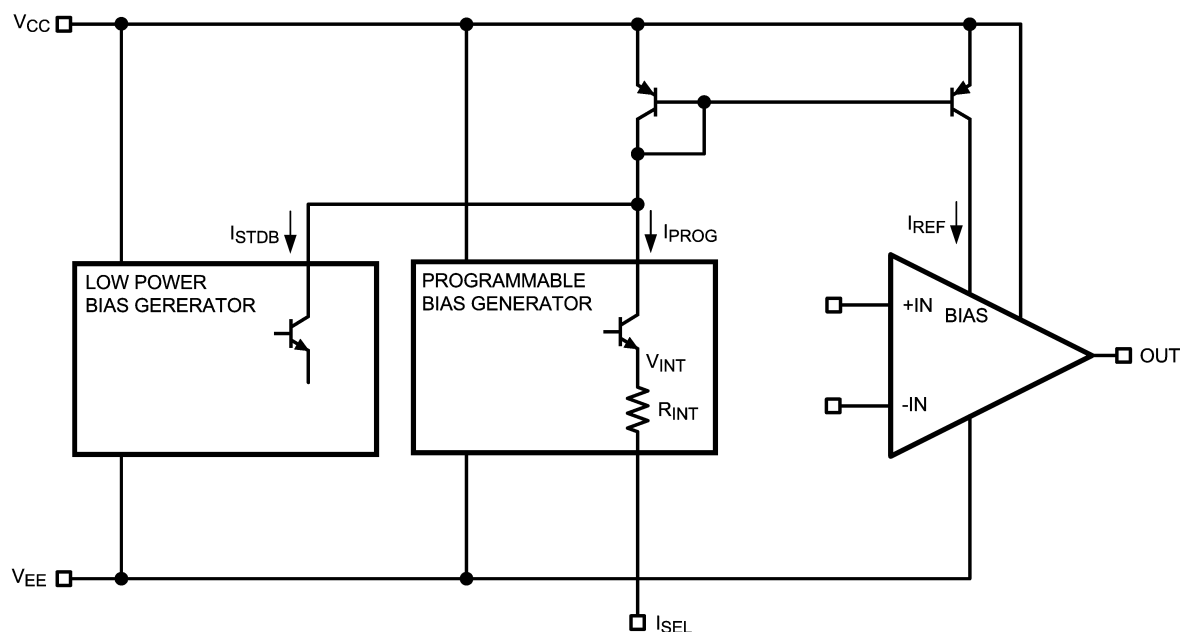 VCC
ISTDB
IPROG
IREF
LOW POWER
BIAS GERERATOR
PROGRAMMABLE
BIAS GENERATOR
VINT
RINT
+IN
BIAS
-IN
OUT
VEE
ISEL